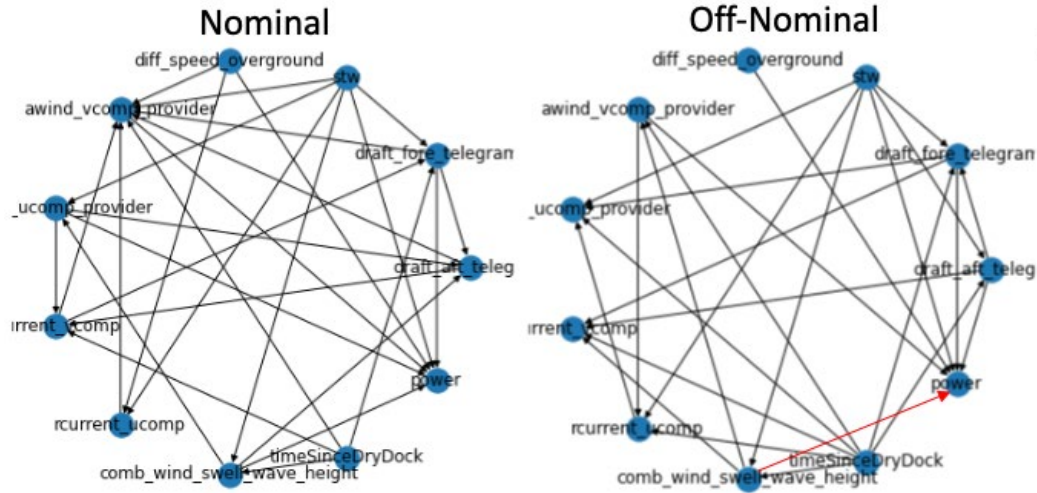 Nominal
Off-Nominal
diff_speed_overground
stw
awind_vcomp_provider
draft_fore_telegram
_ucomp_provider
draft_aft_teleg
rrent_vcomp
power
rcurrent_ucomp
timeSinceDryDock
comb_wind_swell_wave_height
diff_speed_overground
stw
awind_vcomp_provider
draft_fore_telegram
_ucomp_provider
draft_aft_teleg
rrent_vcomp
power
rcurrent_ucomp
timeSinceDryDock
comb_wind_swell_wave_height